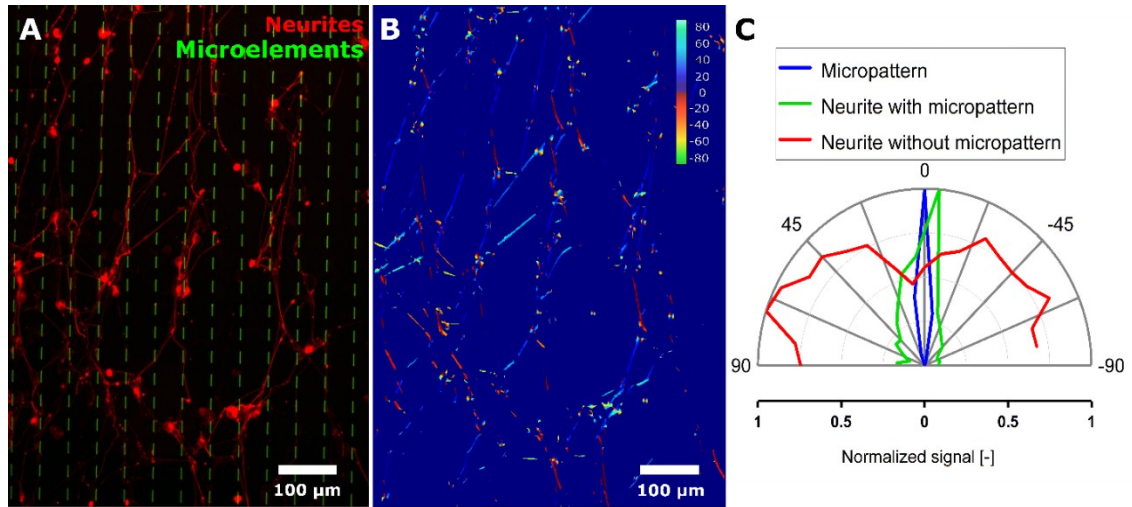 A
Neurites
Microelements
100 µm
B
80
60
40
20
0
-20
-40
-60
-80
100 µm
C
Micropattern
Neurite with micropattern
Neurite without micropattern
0
45
-45
90
-90
1
0.5
0
0.5
1
Normalized signal [-]